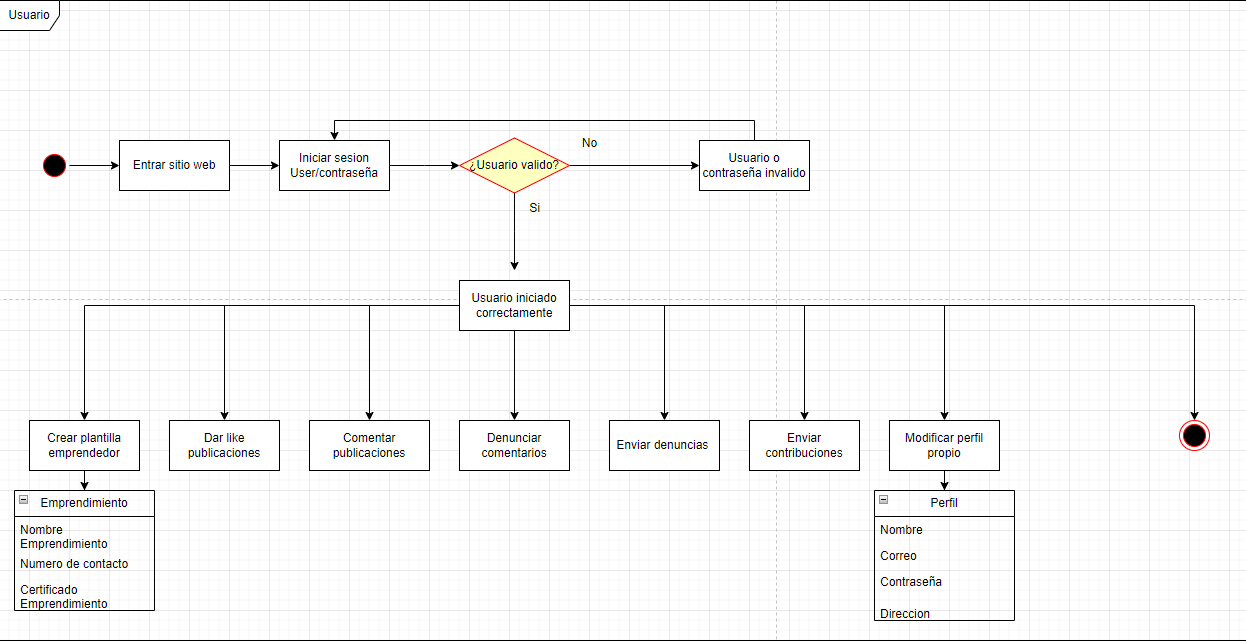 Usuario
No
Entrar sitio web
Iniciar sesion
User/contraseña
¿Usuario valido?
Usuario o
contraseña invalido
Si
Usuario iniciado
correctamente
Crear plantilla
emprendedor
Dar like
publicaciones
Comentar
publicaciones
Denunciar
comentarios
Enviar denuncias
Enviar
contribuciones
Modificar perfil
propio
Emprendimiento
Nombre
Emprendimiento
Numero de contacto
Certificado
Emprendimiento
Perfil
Nombre
Correo
Contraseña
Direccion